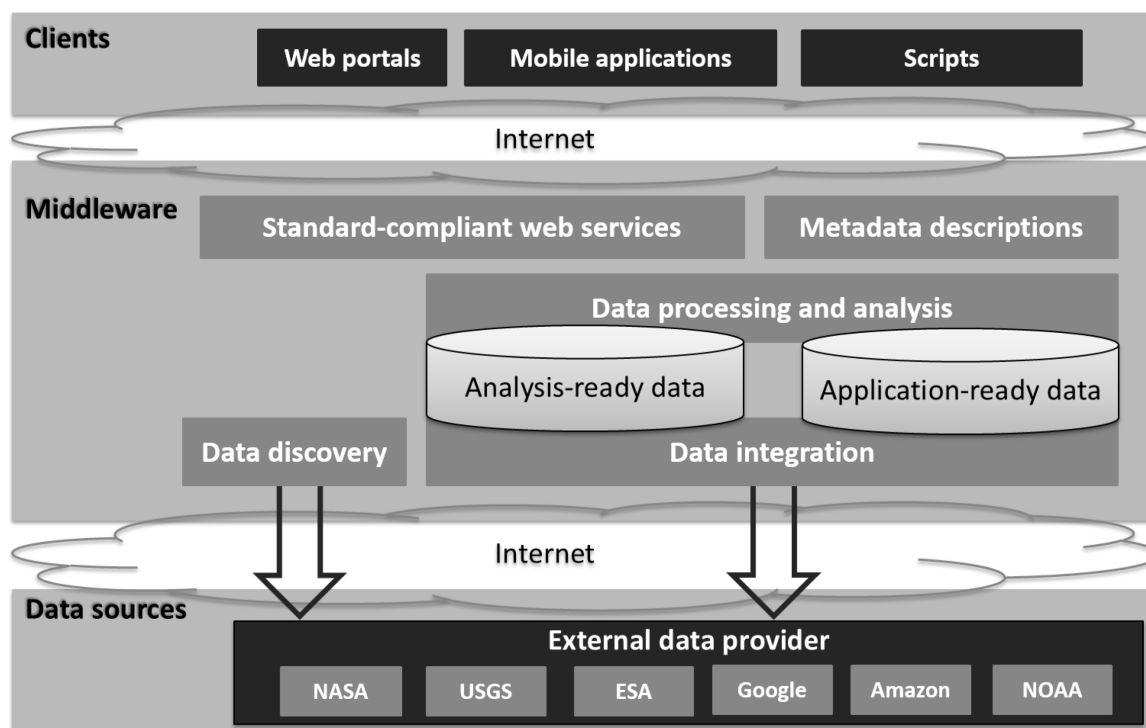 Clients
Web portals
Mobile applications
Scripts
Internet
Middleware
Standard-compliant web services
Metadata descriptions
Data processing and analysis
Analysis-ready data
Application-ready data
Data discovery
Data integration
Internet
Data sources
External data provider
NASA
USGS
ESA
Google
Amazon
NOAA